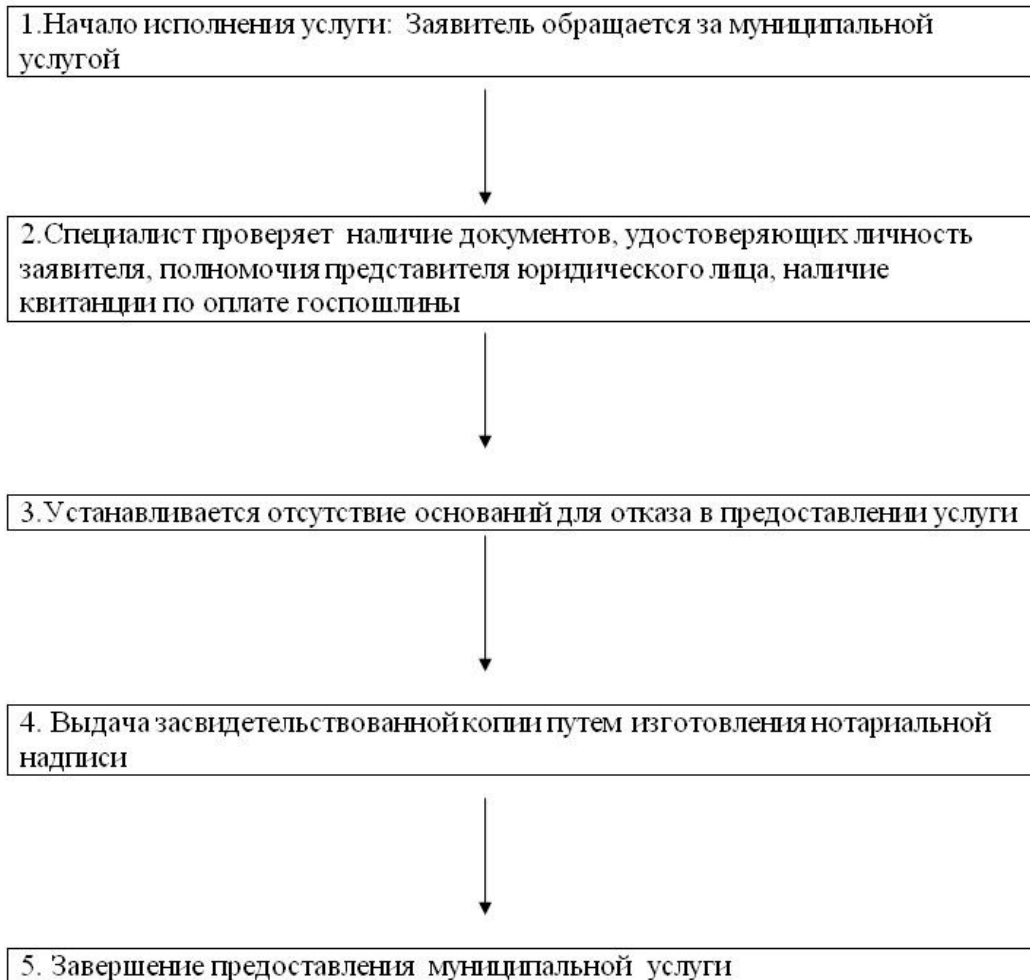 1.Начало исполнения услуги:  Заявитель обращается за муниципальной
услугой
2.Специалист проверяет  наличие документов, удостоверяющих личность
заявителя, полномочия представителя юридического лица, наличие
квитанции по оплате госпошлины
3.Устанавливается отсутствие оснований для отказа в предоставлении услуги
4. Выдача засвидетельствованной копии путем изготовления нотариальной
надписи
5. Завершение предоставления  муниципальной  услуги